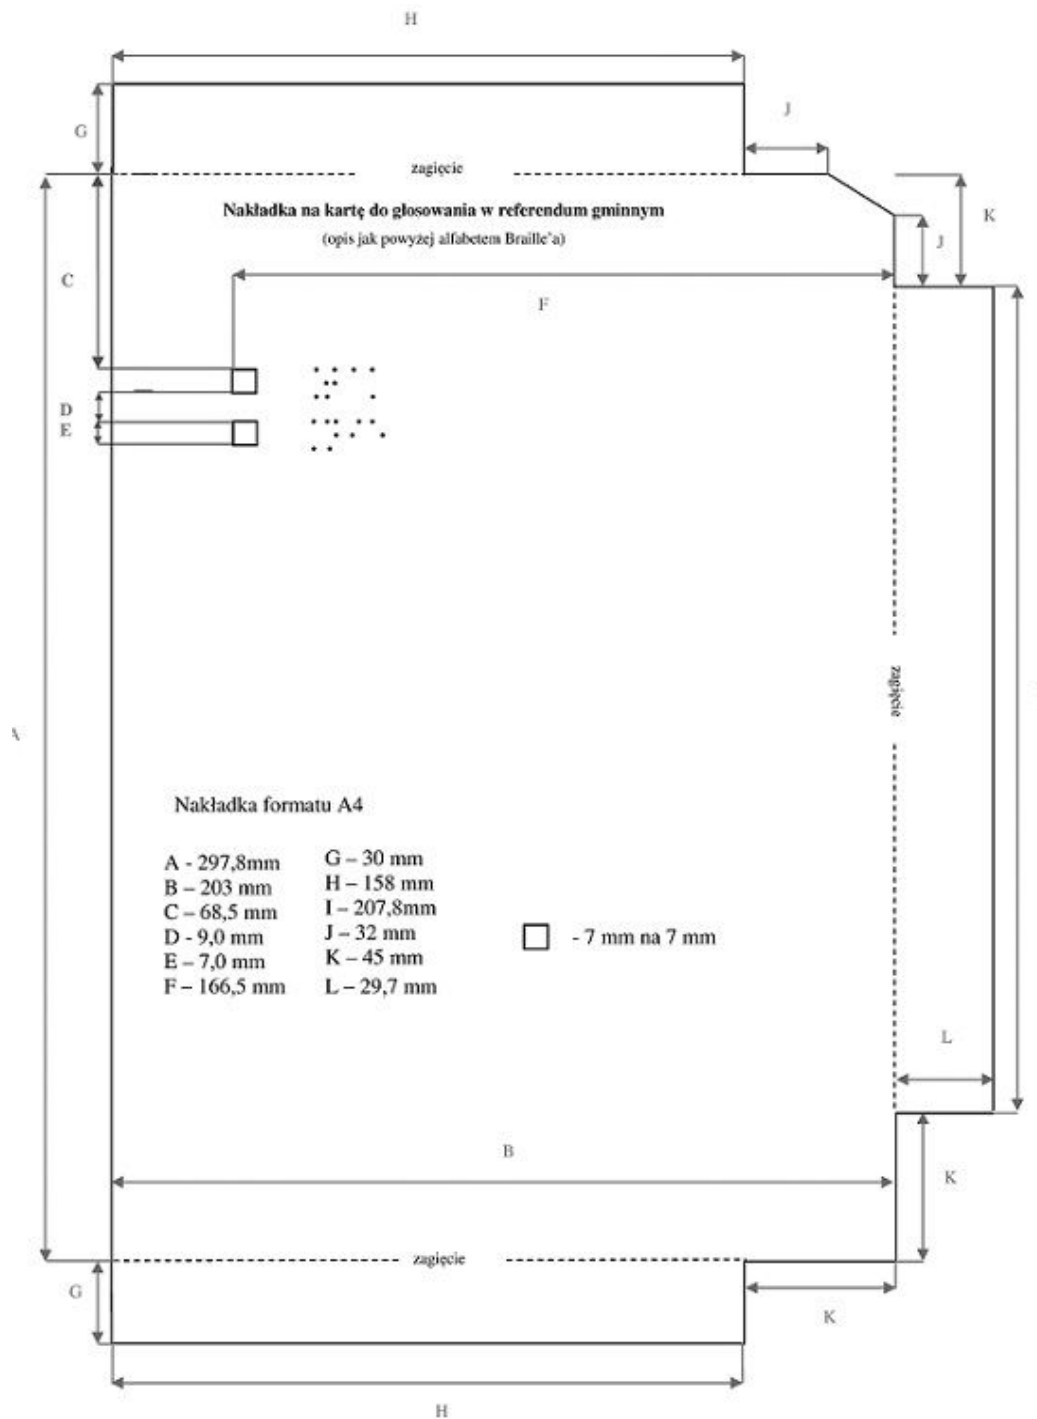 H
G
J
zagięcie
K
Nakładka na kartę do głosowania w referendum gminnym
(opis jak powyżej alfabetem Braille'a)
J
C
F
D
E
zagięcie
A
Nakładka formatu A4
A - 297,8mm
B – 203 mm
C – 68,5 mm
D - 9,0 mm
E – 7,0 mm
F – 166,5 mm
G – 30 mm
H – 158 mm
I – 207,8mm
J – 32 mm
K – 45 mm
L – 29,7 mm
- 7 mm na 7 mm
L
B
K
zagięcie
G
K
H